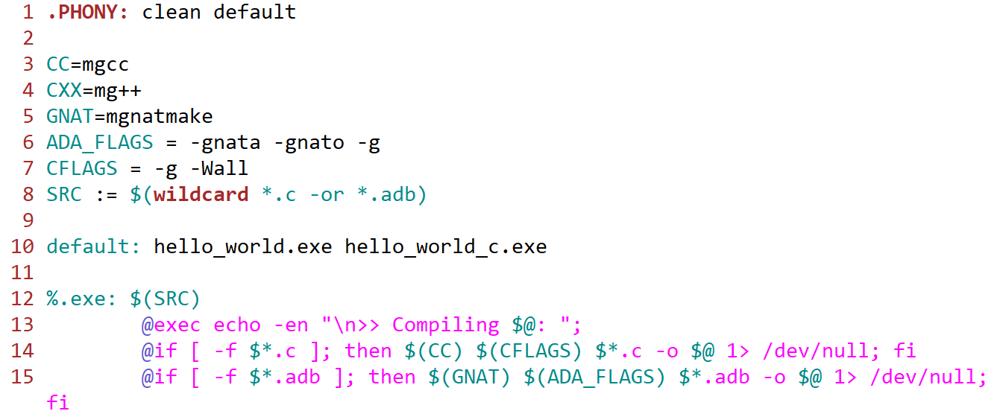 1 .PHONY: clean default
2
3 CC=mgcc
4 CXX=mg++
5 GNAT=mgnatmake
6 ADA_FLAGS = -gnata -gnato -g
7 CFLAGS = -g -Wall
8 SRC := $(wildcard *.c -or *.adb)
9
10 default: hello_world.exe hello_world_c.exe
11
12 %.exe: $(SRC)
13         @exec echo -en "\n>> Compiling $@: ";
14         @if [ -f $*.c ]; then $(CC) $(CFLAGS) $*.c -o $@ 1> /dev/null; fi
15         @if [ -f $*.adb ]; then $(GNAT) $(ADA_FLAGS) $*.adb -o $@ 1> /dev/null;
fi